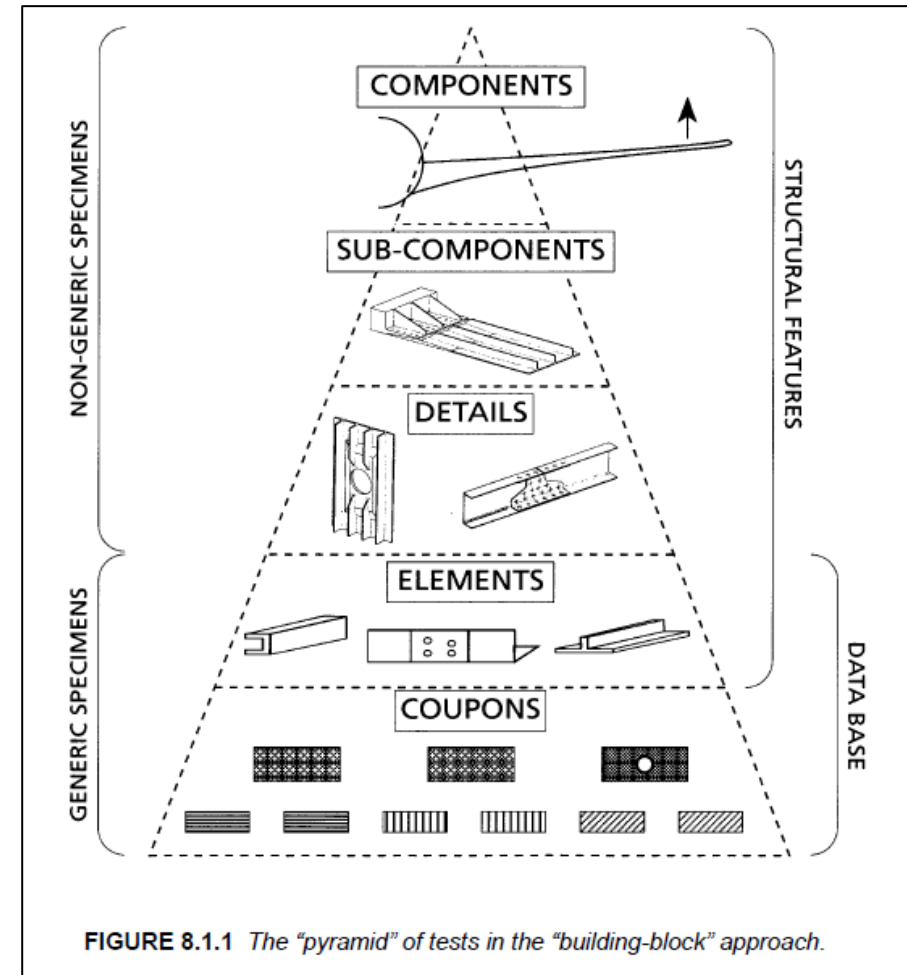 COMPONENTS
NON-GENERIC SPECIMENS
STRUCTURAL FEATURES
SUB-COMPONENTS
DETAILS
ELEMENTS
GENERIC SPECIMENS
DATA BASE
COUPONS
FIGURE 8.1.1 The “pyramid” of tests in the “building-block” approach.